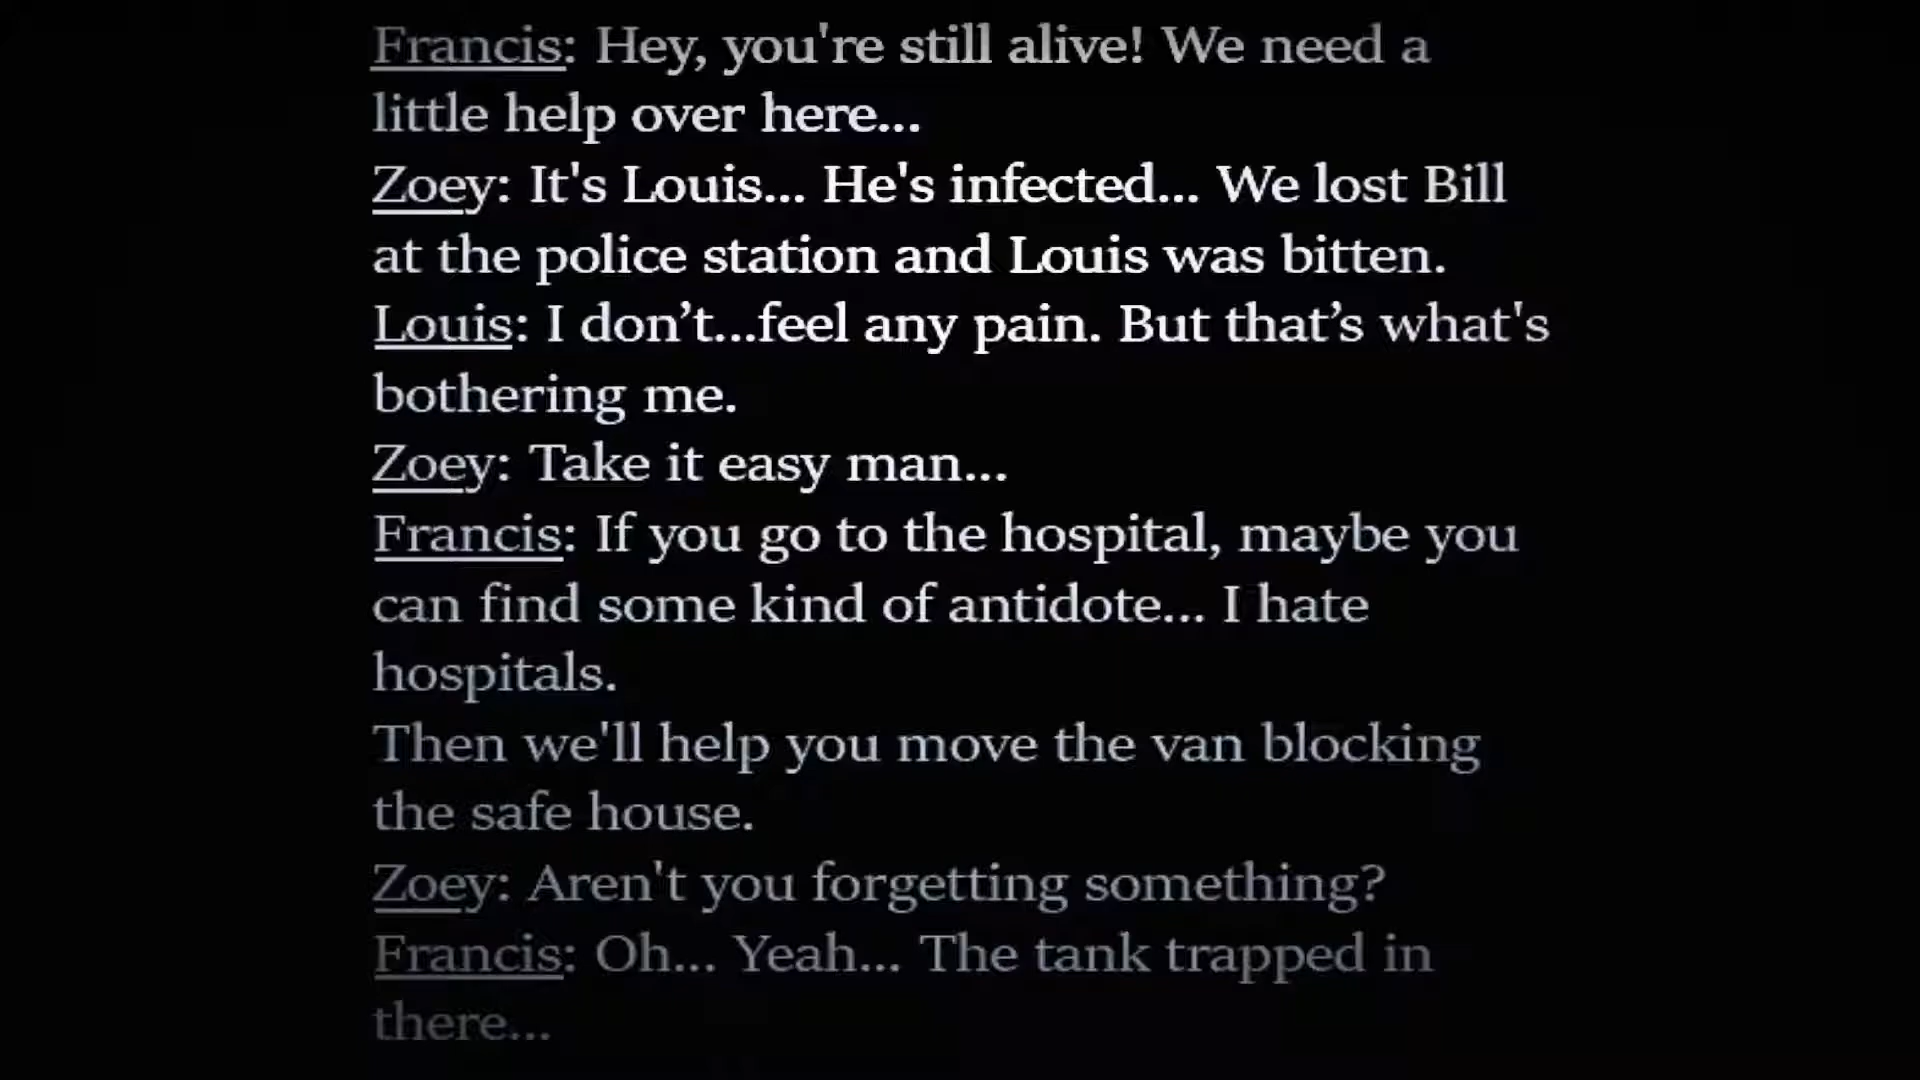 Francis: Hey, you're still alive! We need a
little help over here...
Zoey: It's Louis... He's infected... We lost Bill
at the police station and Louis was bitten.
Louis: I don’t...feel any pain. But that’s what's
bothering me.
Zoey: Take it easy man...
Francis: If you go to the hospital, maybe you
can find some kind of antidote... I hate
hospitals.
Then we'll help you move the van blocking
the safe house.
Zoey: Aren't you forgetting something?
Francis: Oh... Yeah... The tank trapped in
there...